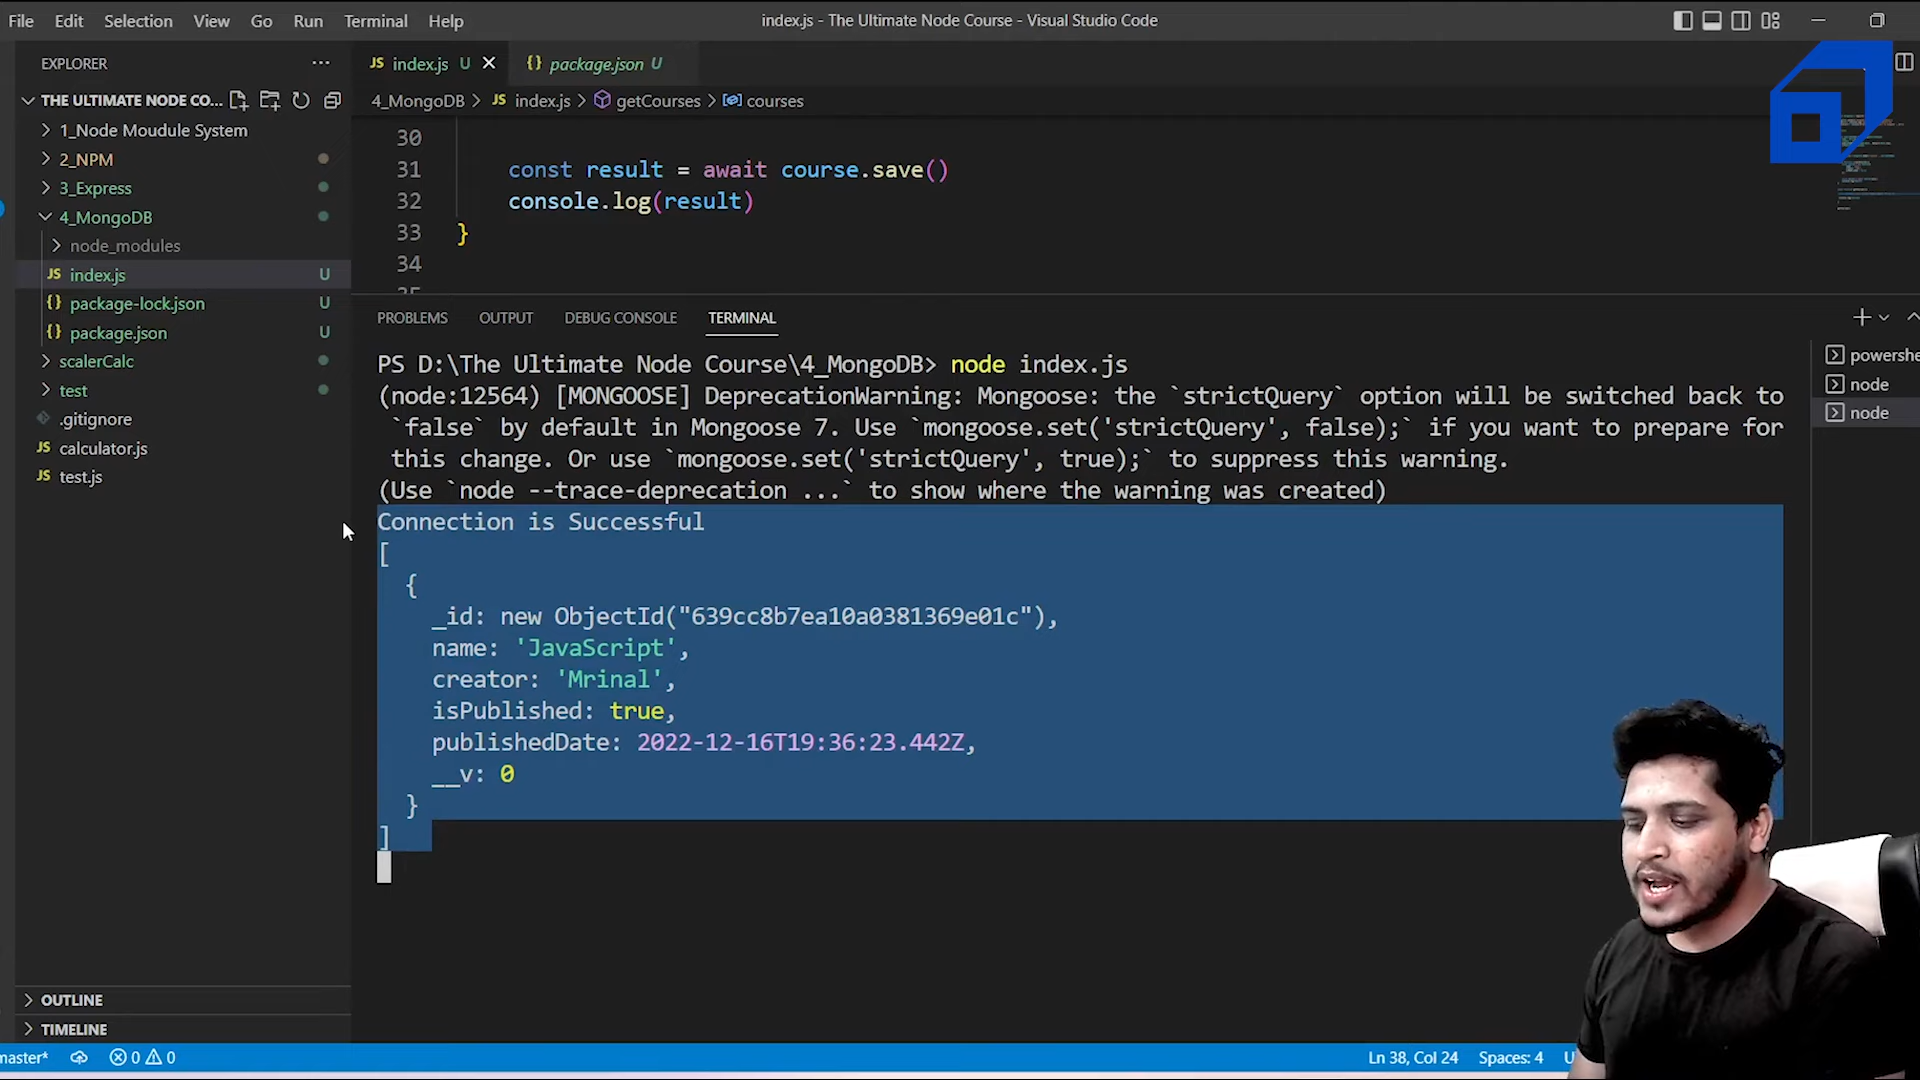 File Edit Selection View Go Run Terminal Help
index.js - The Ultimate Node Course - Visual Studio Code
EXPLORER
THE ULTIMATE NODE CO...
1_Node Moudule System
2_NPM
3_Express
4_MongoDB
node_modules
JS index.js U
{} package-lock.json U
{} package.json U
scalerCalc
test
.gitignore
JS calculator.js
JS test.js
OUTLINE
TIMELINE
JS index.js U
{} package.json U
4_MongoDB > JS index.js > getCourses > courses
30
31 const result = await course.save()
32 console.log(result)
33 }
34
PROBLEMS OUTPUT DEBUG CONSOLE TERMINAL
PS D:\The Ultimate Node Course\4_MongoDB> node index.js
(node:12564) [MONGOOSE] DeprecationWarning: Mongoose: the `strictQuery` option will be switched back to
`false` by default in Mongoose 7. Use `mongoose.set('strictQuery', false);` if you want to prepare for
this change. Or use `mongoose.set('strictQuery', true);` to suppress this warning.
(Use `node --trace-deprecation ...` to show where the warning was created)
Connection is Successful
[
{
_id: new ObjectId("639cc8b7ea10a0381369e01c"),
name: 'JavaScript',
creator: 'Mrinal',
isPublished: true,
publishedDate: 2022-12-16T19:36:23.442Z,
__v: 0
}
]
powershe
node
node
master* 0 0
Ln 38, Col 24 Spaces: 4 U